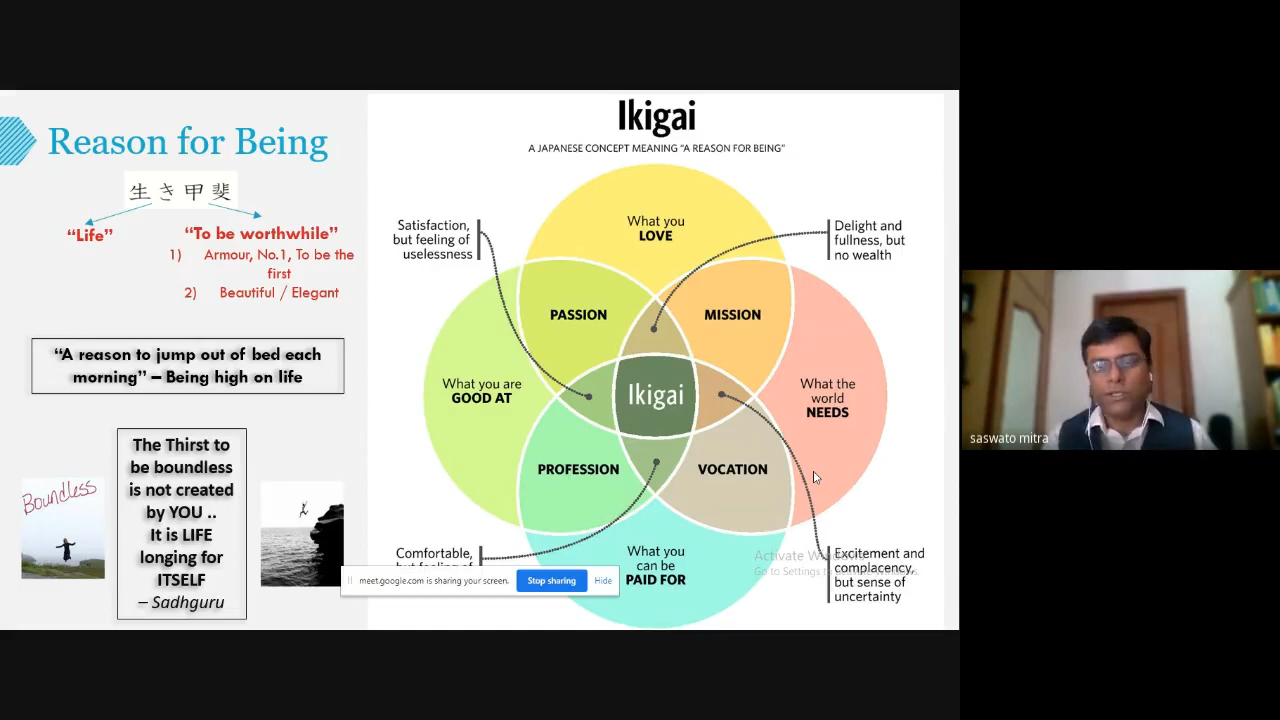 Reason for Being
生き甲斐
“Life”
“To be worthwhile”
1) Armour, No.1, To be the
first
2) Beautiful / Elegant
“A reason to jump out of bed each
morning” – Being high on life
The Thirst to
be boundless
is not created
by YOU ..
It is LIFE
longing for
ITSELF
– Sadhguru
Boundless
Ikigai
A JAPANESE CONCEPT MEANING “A REASON FOR BEING”
Satisfaction,
but feeling of
uselessness
What you
LOVE
Delight and
fullness, but
no wealth
PASSION
MISSION
What you are
GOOD AT
Ikigai
What the
world
NEEDS
PROFESSION
VOCATION
Comfortable,
What you
can be
PAID FOR
Excitement and
complacency,
but sense of
uncertainty
meet.google.com is sharing your screen.
Stop sharing
Hide
Activate
Go to Settings to
saswato mitra